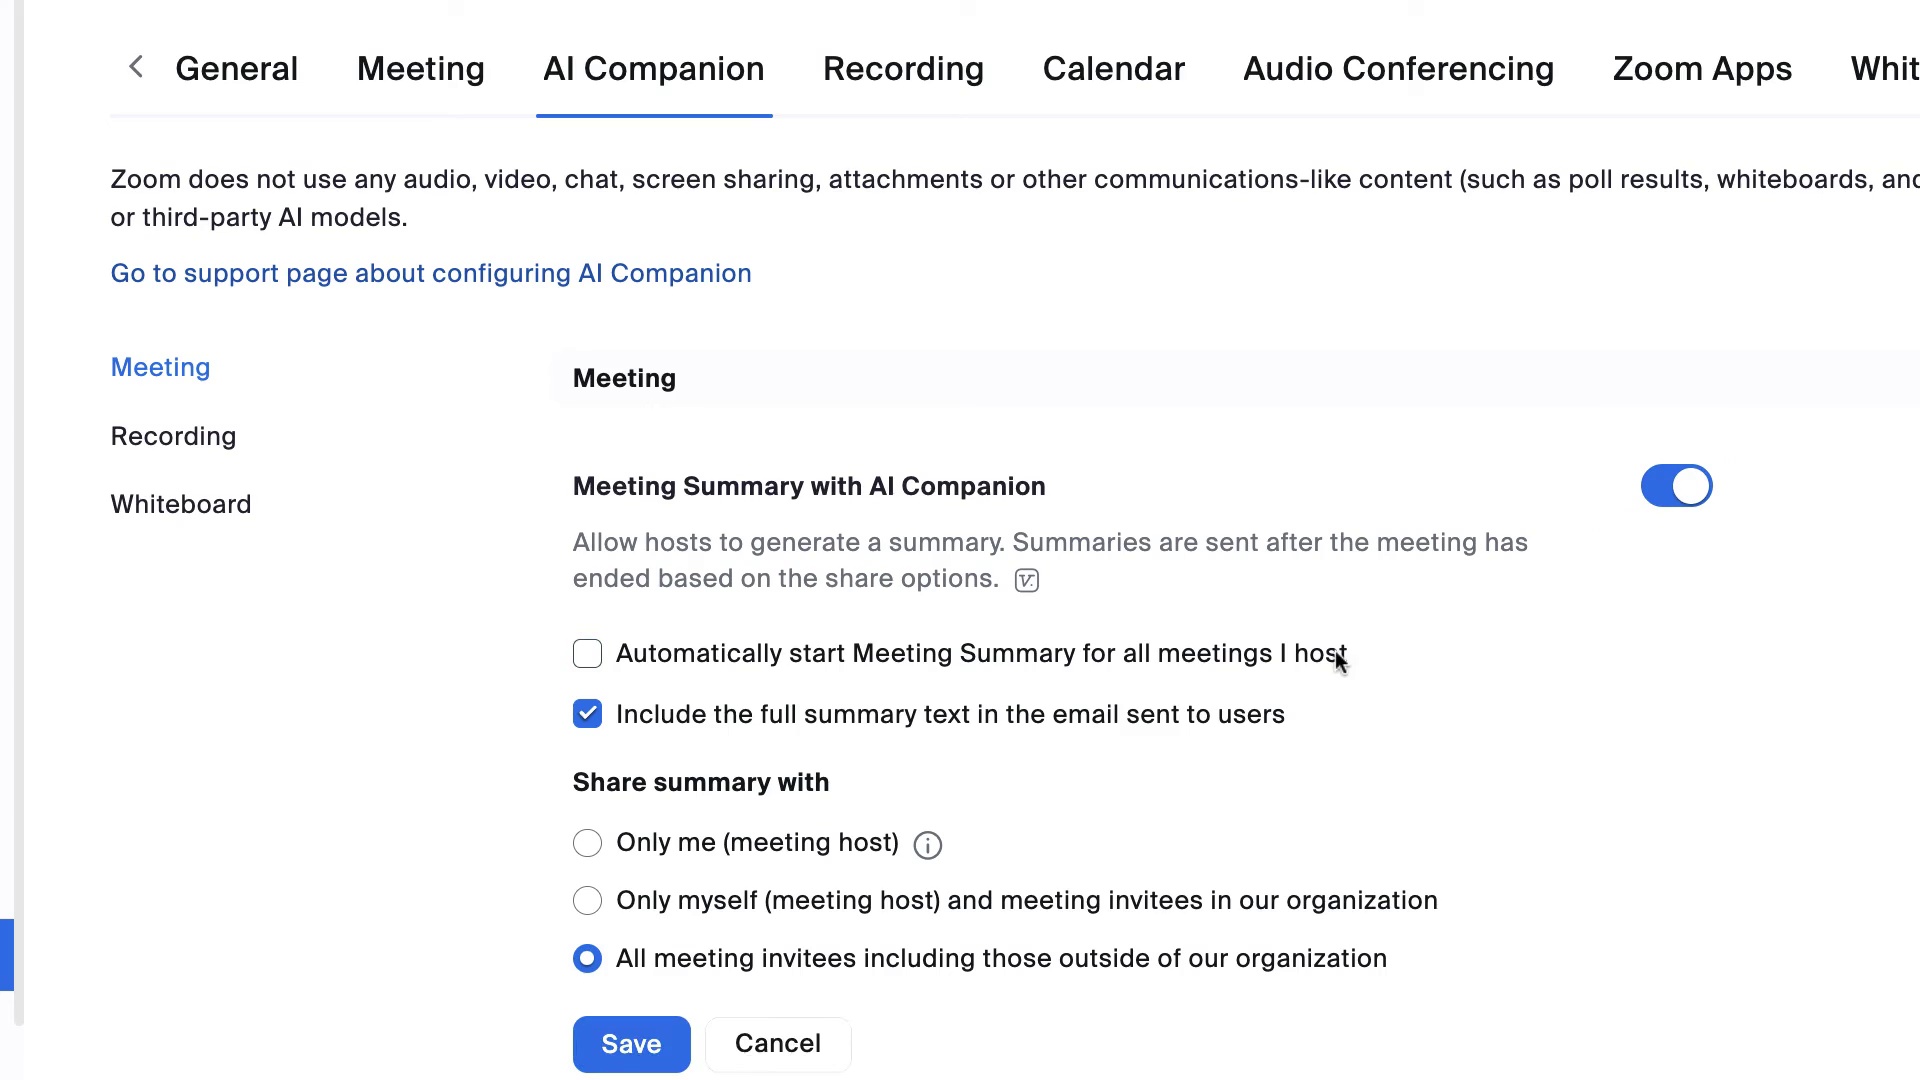 General Meeting AI Companion Recording Calendar Audio Conferencing Zoom Apps Whit
Zoom does not use any audio, video, chat, screen sharing, attachments or other communications-like content (such as poll results, whiteboards, and
or third-party AI models.
Go to support page about configuring AI Companion
Meeting
Recording
Whiteboard
Meeting
Meeting Summary with AI Companion
Allow hosts to generate a summary. Summaries are sent after the meeting has
ended based on the share options.
Automatically start Meeting Summary for all meetings I host
Include the full summary text in the email sent to users
Share summary with
Only me (meeting host)
Only myself (meeting host) and meeting invitees in our organization
All meeting invitees including those outside of our organization
Save Cancel